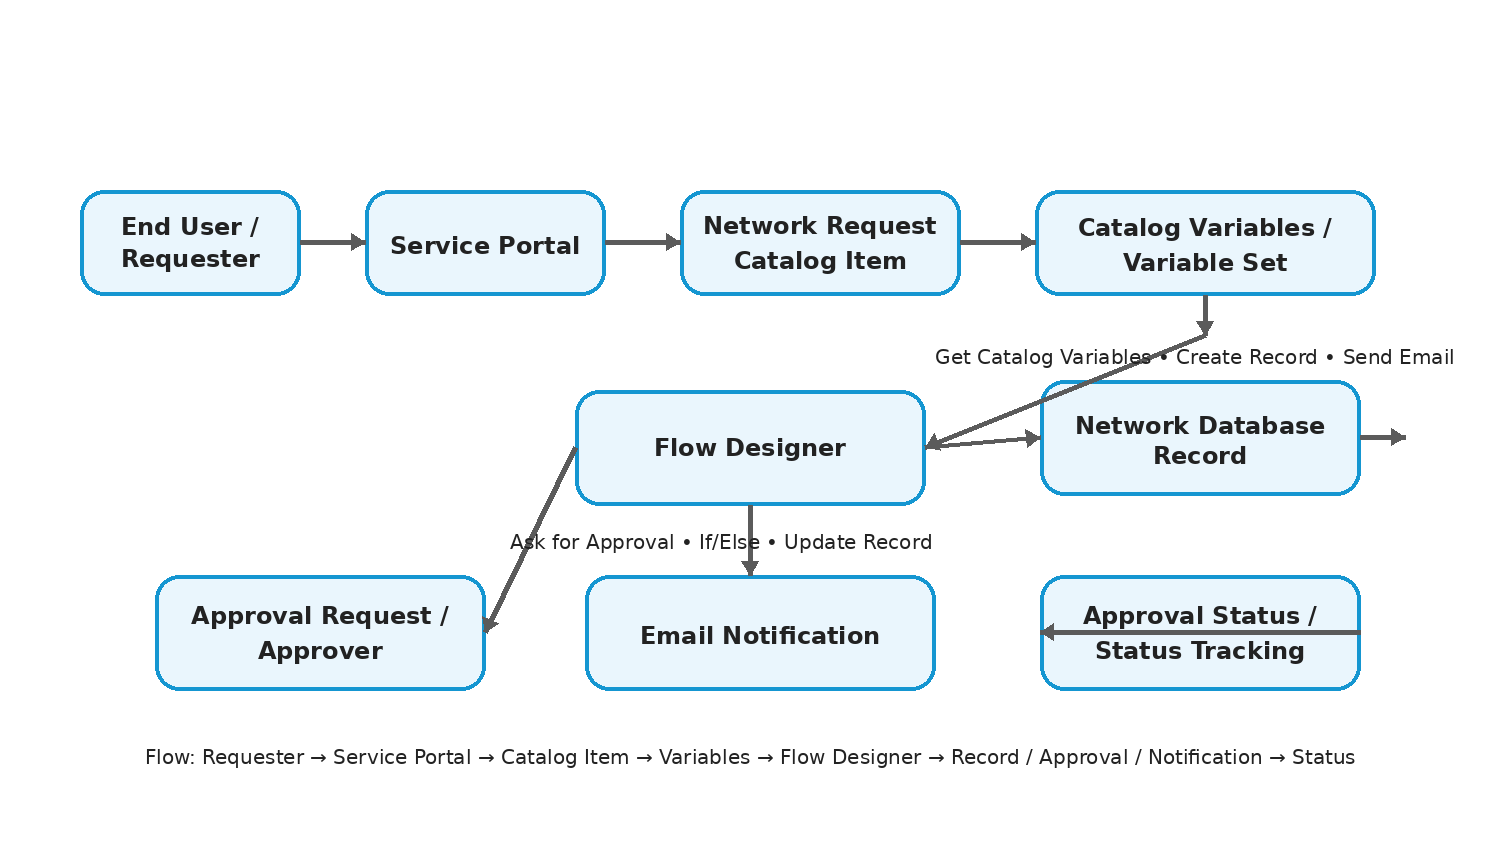 End User /
Requester
Service Portal
Network Request
Catalog Item
Catalog Variables /
Variable Set
Get Catalog Variables • Create Record • Send Email
Flow Designer
Network Database
Record
Ask for Approval • If/Else • Update Record
Approval Request /
Approver
Email Notification
Approval Status /
Status Tracking
Flow: Requester → Service Portal → Catalog Item → Variables → Flow Designer → Record / Approval / Notification → Status